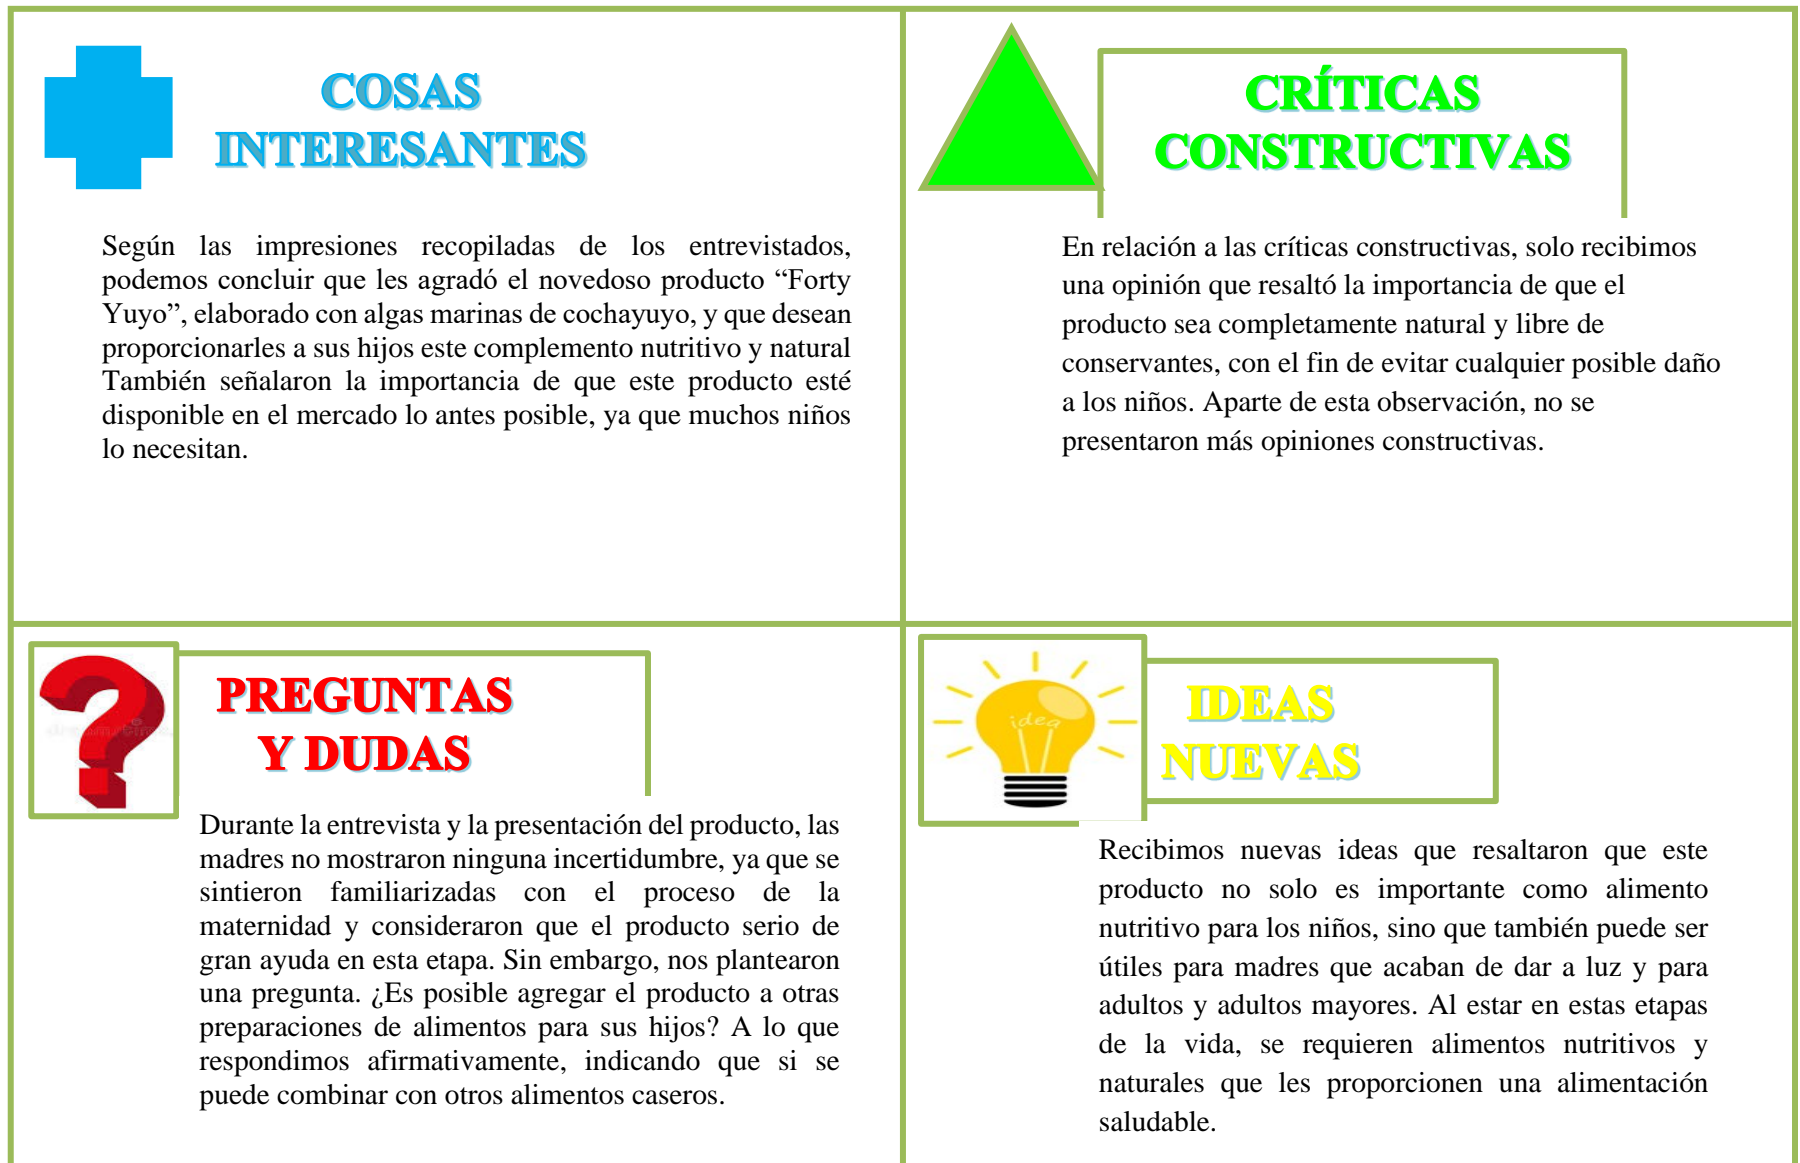 COSAS
INTERESANTES
Según las impresiones recopiladas de los entrevistados,
podemos concluir que les agradó el novedoso producto “Forty
Yuyo”, elaborado con algas marinas de cochayuyo, y que desean
proporcionarles a sus hijos este complemento nutritivo y natural
También señalaron la importancia de que este producto esté
disponible en el mercado lo antes posible, ya que muchos niños
lo necesitan.
CRÍTICAS
CONSTRUCTIVAS
En relación a las críticas constructivas, solo recibimos
una opinión que resaltó la importancia de que el
producto sea completamente natural y libre de
conservantes, con el fin de evitar cualquier posible daño
a los niños. Aparte de esta observación, no se
presentaron más opiniones constructivas.
PREGUNTAS
Y DUDAS
Durante la entrevista y la presentación del producto, las
madres no mostraron ninguna incertidumbre, ya que se
sintieron familiarizadas con el proceso de la
maternidad y consideraron que el producto serio de
gran ayuda en esta etapa. Sin embargo, nos plantearon
una pregunta. ¿Es posible agregar el producto a otras
preparaciones de alimentos para sus hijos? A lo que
respondimos afirmativamente, indicando que si se
puede combinar con otros alimentos caseros.
idea
IDEAS
NUEVAS
Recibimos nuevas ideas que resaltaron que este
producto no solo es importante como alimento
nutritivo para los niños, sino que también puede ser
útiles para madres que acaban de dar a luz y para
adultos y adultos mayores. Al estar en estas etapas
de la vida, se requieren alimentos nutritivos y
naturales que les proporcionen una alimentación
saludable.